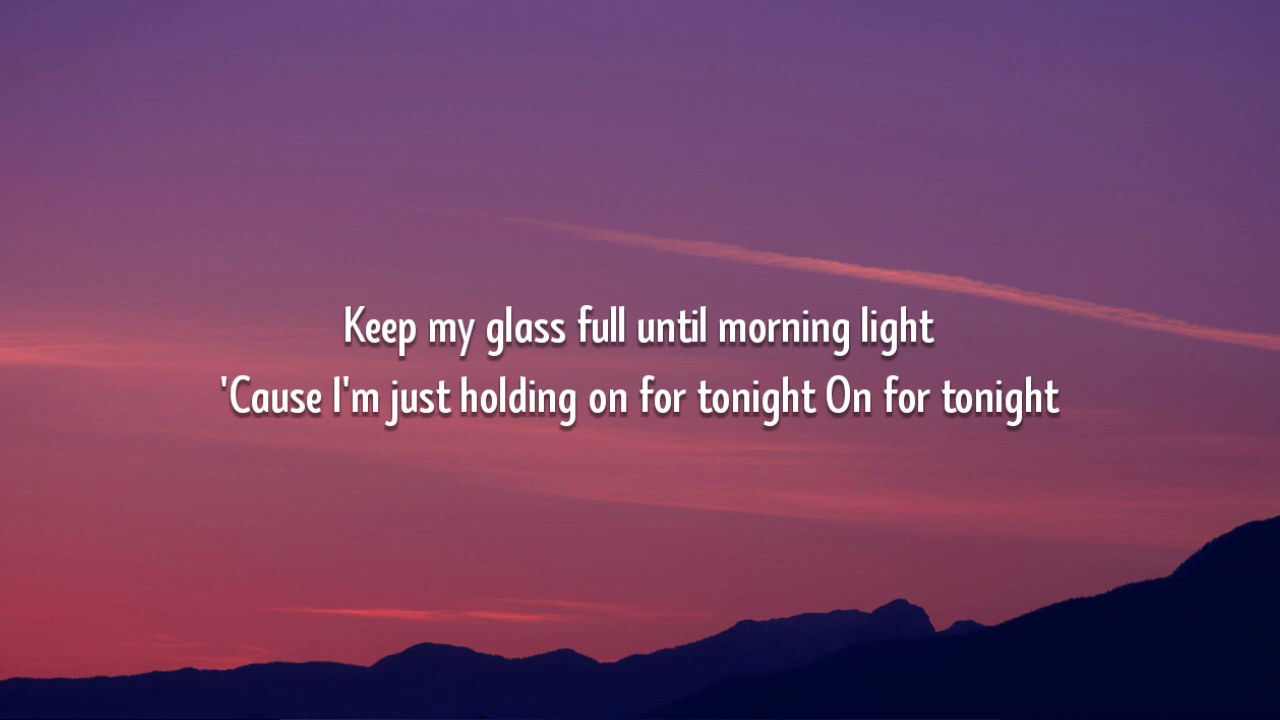 Keep my glass full until morning light
'Cause I'm just holding on for tonight On for tonight